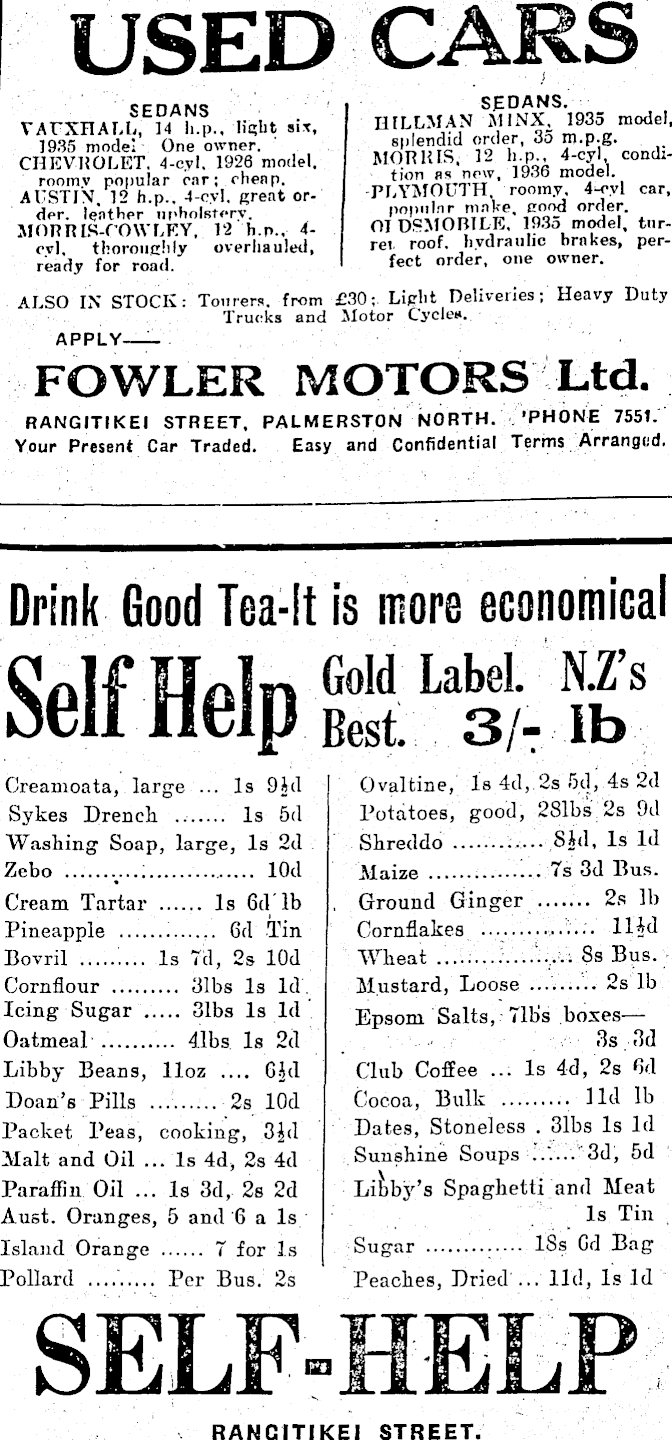 USED CARS
SEDANS
VAUXHALL, 14 h.p., light six,
1935 model One owner.
CHEVROLET, 4-cyl, 1926 model,
roomy popular car; cheap.
AUSTIN, 12 h.p., 4-cyl. great or-
der. leather upholstery.
MORRIS-COWLEY, 12 h.p., 4-
cyl. thoroughly overhauled,
ready for road.
SEDANS.
HILLMAN MINX, 1935 model,
splendid order, 35 m.p.g.
MORRIS, 12 h.p., 4-cyl, condi-
tion as new, 1936 model.
PLYMOUTH, roomy, 4-cyl car,
popular make, good order.
OLDSMOBILE, 1935 model, tur-
ret roof, hydraulic brakes, per-
fect order, one owner.
ALSO IN STOCK: Tourers, from £30; Light Deliveries; Heavy Duty
Trucks and Motor Cycles.
APPLY——
FOWLER MOTORS Ltd.
RANGITIKEI STREET, PALMERSTON NORTH. 'PHONE 7551.
Your Present Car Traded. Easy and Confidential Terms Arranged.
Drink Good Tea-It is more economical
Self Help Gold Label. N.Z's
Best. 3/- lb
Creamoata, large ... 1s 9½d
Sykes Drench ....... 1s 5d
Washing Soap, large, 1s 2d
Zebo .......................... 10d
Cream Tartar ...... 1s 6d lb
Pineapple ............. 6d Tin
Bovril ......... 1s 7d, 2s 10d
Cornflour ......... 3lbs 1s 1d
Icing Sugar ..... 3lbs 1s 1d
Oatmeal .......... 4lbs 1s 2d
Libby Beans, 11oz .... 6½d
Doan's Pills ......... 2s 10d
Packet Peas, cooking, 3½d
Malt and Oil ... 1s 4d, 2s 4d
Paraffin Oil ... 1s 3d, 2s 2d
Aust. Oranges, 5 and 6 a 1s
Island Orange ...... 7 for 1s
Pollard ......... Per Bus. 2s
Ovaltine, 1s 4d, 2s 5d, 4s 2d
Potatoes, good, 28lbs 2s 9d
Shreddo ............ 8½d, 1s 1d
Maize ............... 7s 3d Bus.
Ground Ginger ....... 2s lb
Cornflakes ............... 11½d
Wheat .................. 8s Bus.
Mustard, Loose ......... 2s lb
Epsom Salts, 7lbs boxes—
3s 3d
Club Coffee ... 1s 4d, 2s 6d
Cocoa, Bulk ......... 11d lb
Dates, Stoneless . 3lbs 1s 1d
Sunshine Soups ...... 3d, 5d
Libby's Spaghetti and Meat
1s Tin
Sugar ............. 18s 6d Bag
Peaches, Dried ... 11d, 1s 1d
SELF-HELP
RANGITIKEI STREET.